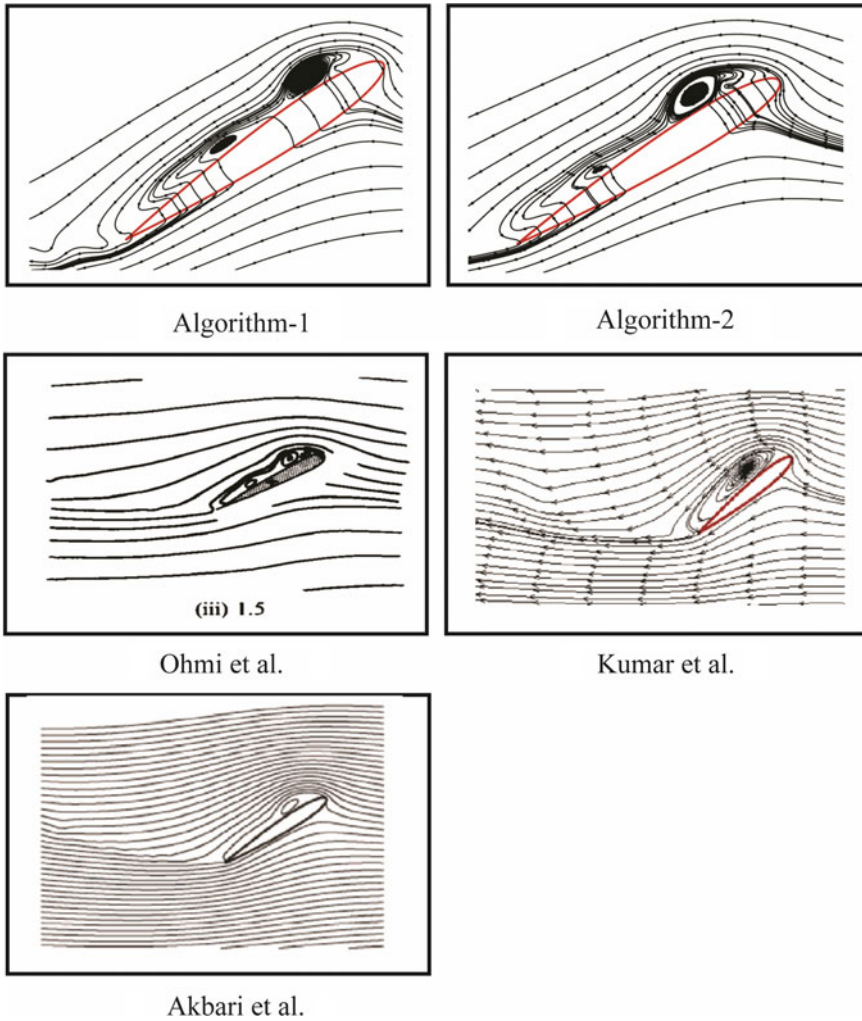 Algorithm-1
Algorithm-2
(iii) 1.5
Ohmi et al.
Kumar et al.
Akbari et al.